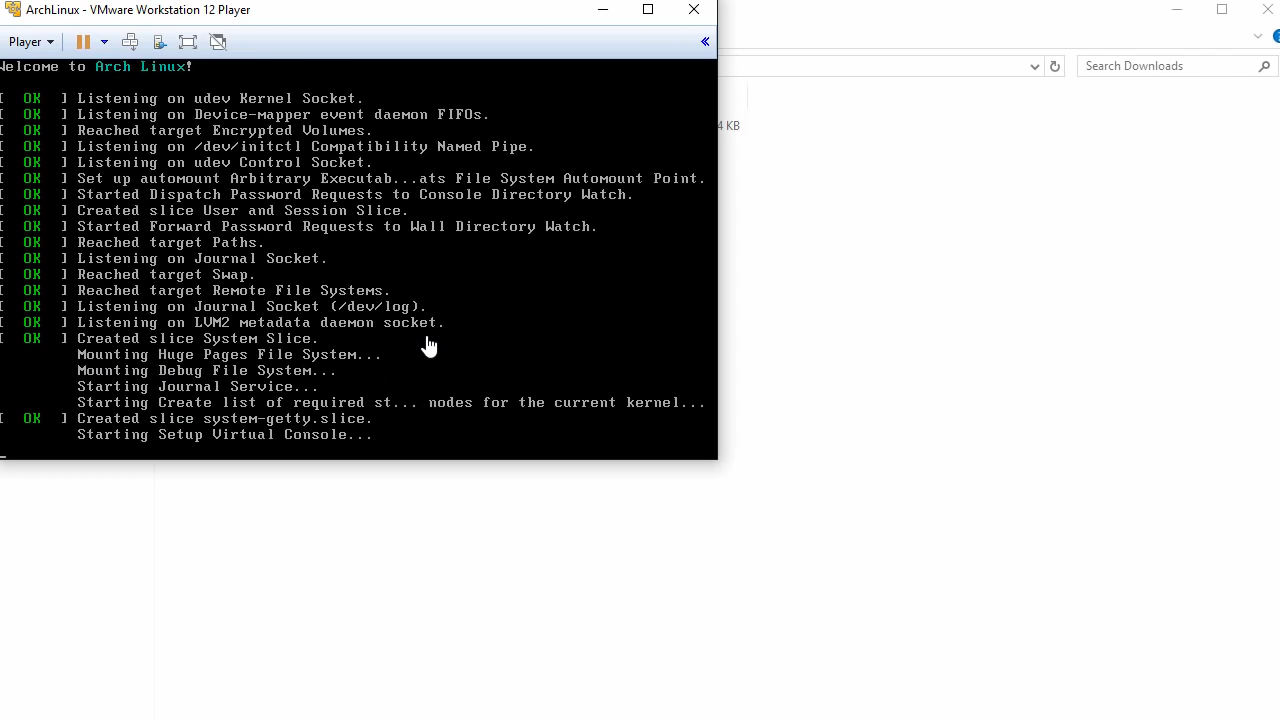 ArchLinux - VMware Workstation 12 Player
Player
Search Downloads
Welcome to Arch Linux!
4 KB
[ OK ] Listening on udev Kernel Socket.
[ OK ] Listening on Device-mapper event daemon FIFOs.
[ OK ] Reached target Encrypted Volumes.
[ OK ] Listening on /dev/initctl Compatibility Named Pipe.
[ OK ] Listening on udev Control Socket.
[ OK ] Set up automount Arbitrary Executab...ats File System Automount Point.
[ OK ] Started Dispatch Password Requests to Console Directory Watch.
[ OK ] Created slice User and Session Slice.
[ OK ] Started Forward Password Requests to Wall Directory Watch.
[ OK ] Reached target Paths.
[ OK ] Listening on Journal Socket.
[ OK ] Reached target Swap.
[ OK ] Reached target Remote File Systems.
[ OK ] Listening on Journal Socket (/dev/log).
[ OK ] Listening on LVM2 metadata daemon socket.
[ OK ] Created slice System Slice.
Mounting Huge Pages File System...
Mounting Debug File System...
Starting Journal Service...
Starting Create list of required st... nodes for the current kernel...
[ OK ] Created slice system-getty.slice.
Starting Setup Virtual Console...